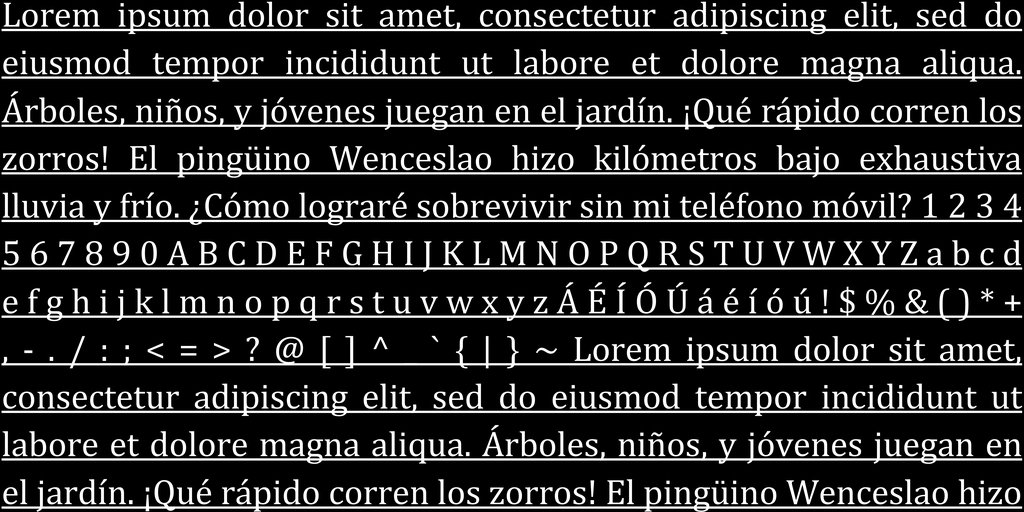 Lorem ipsum dolor sit amet, consectetur adipiscing elit, sed do
eiusmod tempor incididunt ut labore et dolore magna aliqua.
Árboles, niños, y jóvenes juegan en el jardín. ¡Qué rápido corren los
zorros! El pingüino Wenceslao hizo kilómetros bajo exhaustiva
lluvia y frío. ¿Cómo lograré sobrevivir sin mi teléfono móvil? 1 2 3 4
5 6 7 8 9 0 A B C D E F G H I J K L M N O P Q R S T U V W X Y Z a b c d
e f g h i j k l m n o p q r s t u v w x y z Á É Í Ó Ú á é í ó ú ! $ % & ( ) * +
, - . / : ; < = > ? @ [ ] ^ _ ` { | } ~ Lorem ipsum dolor sit amet,
consectetur adipiscing elit, sed do eiusmod tempor incididunt ut
labore et dolore magna aliqua. Árboles, niños, y jóvenes juegan en
el jardín. ¡Qué rápido corren los zorros! El pingüino Wenceslao hizo